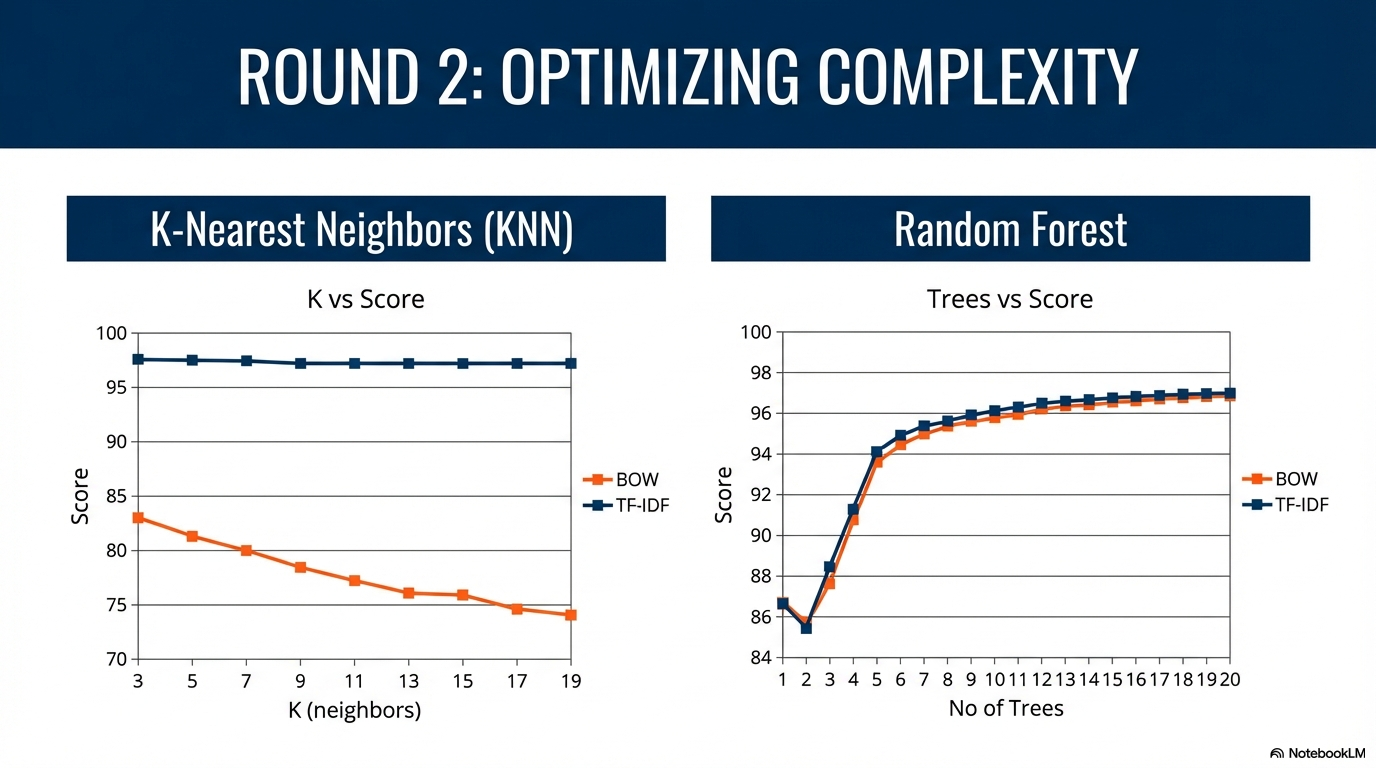 ROUND 2: OPTIMIZING COMPLEXITY
K-Nearest Neighbors (KNN)
K vs Score
100
95
90
85
80
75
70
Score
3 5 7 9 11 13 15 17 19
K (neighbors)
BOW
TF-IDF
Random Forest
Trees vs Score
100
98
96
94
92
90
88
86
84
Score
1 2 3 4 5 6 7 8 9 10 11 12 13 14 15 16 17 18 19 20
No of Trees
BOW
TF-IDF
NotebookLM